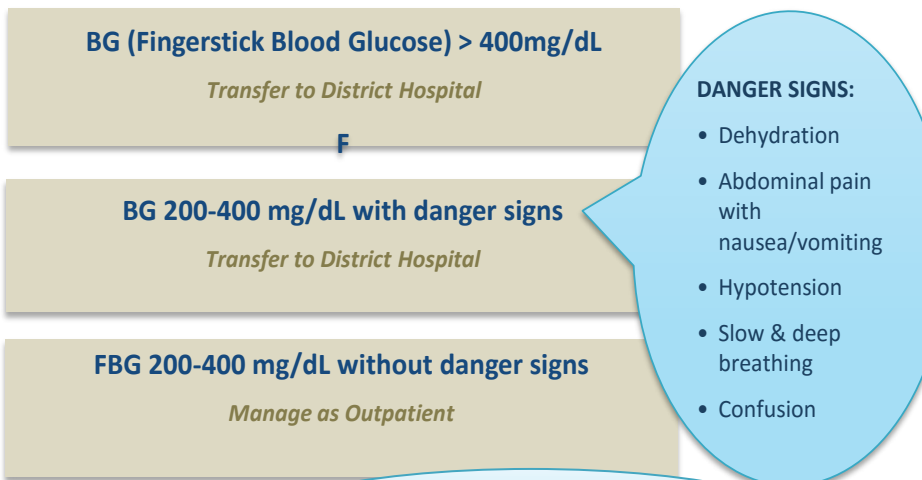 BG (Fingerstick Blood Glucose) > 400mg/dL
Transfer to District Hospital
F
BG 200-400 mg/dL with danger signs
Transfer to District Hospital
FBG 200-400 mg/dL without danger signs
Manage as Outpatient
DANGER SIGNS:
• Dehydration
• Abdominal pain
with
nausea/vomiting
• Hypotension
• Slow & deep
breathing
• Confusion